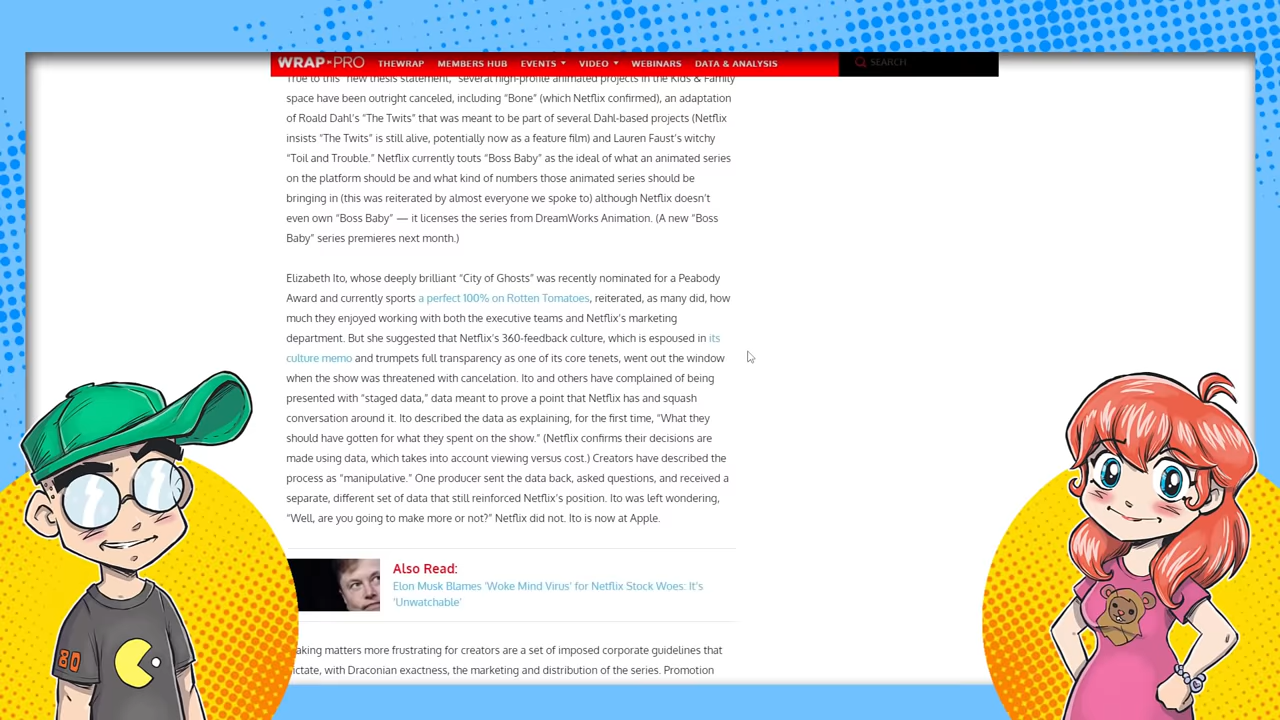 WRAP PRO THEWRAP MEMBERS HUB EVENTS VIDEO WEBINARS DATA & ANALYSIS SEARCH
True to this “new thesis statement,” several high-profile animated projects in the Kids & Family
space have been outright canceled, including “Bone” (which Netflix confirmed), an adaptation
of Roald Dahl’s “The Twits” that was meant to be part of several Dahl-based projects (Netflix
insists “The Twits” is still alive, potentially now as a feature film) and Lauren Faust’s witchy
“Toil and Trouble.” Netflix currently touts “Boss Baby” as the ideal of what an animated series
on the platform should be and what kind of numbers those animated series should be
bringing in (this was reiterated by almost everyone we spoke to) although Netflix doesn’t
even own “Boss Baby” — it licenses the series from DreamWorks Animation. (A new “Boss
Baby” series premieres next month.)
Elizabeth Ito, whose deeply brilliant “City of Ghosts” was recently nominated for a Peabody
Award and currently sports a perfect 100% on Rotten Tomatoes, reiterated, as many did, how
much they enjoyed working with both the executive teams and Netflix’s marketing
department. But she suggested that Netflix’s 360-feedback culture, which is espoused in its
culture memo and trumpets full transparency as one of its core tenets, went out the window
when the show was threatened with cancelation. Ito and others have complained of being
presented with “staged data,” data meant to prove a point that Netflix has and squash
conversation around it. Ito described the data as explaining, for the first time, “What they
should have gotten for what they spent on the show.” (Netflix confirms their decisions are
made using data, which takes into account viewing versus cost.) Creators have described the
process as “manipulative.” One producer sent the data back, asked questions, and received a
separate, different set of data that still reinforced Netflix’s position. Ito was left wondering,
“Well, are you going to make more or not?” Netflix did not. Ito is now at Apple.
Also Read:
Elon Musk Blames ‘Woke Mind Virus’ for Netflix Stock Woes: It’s
‘Unwatchable’
aking matters more frustrating for creators are a set of imposed corporate guidelines that
ictate, with Draconian exactness, the marketing and distribution of the series. Promotion
80